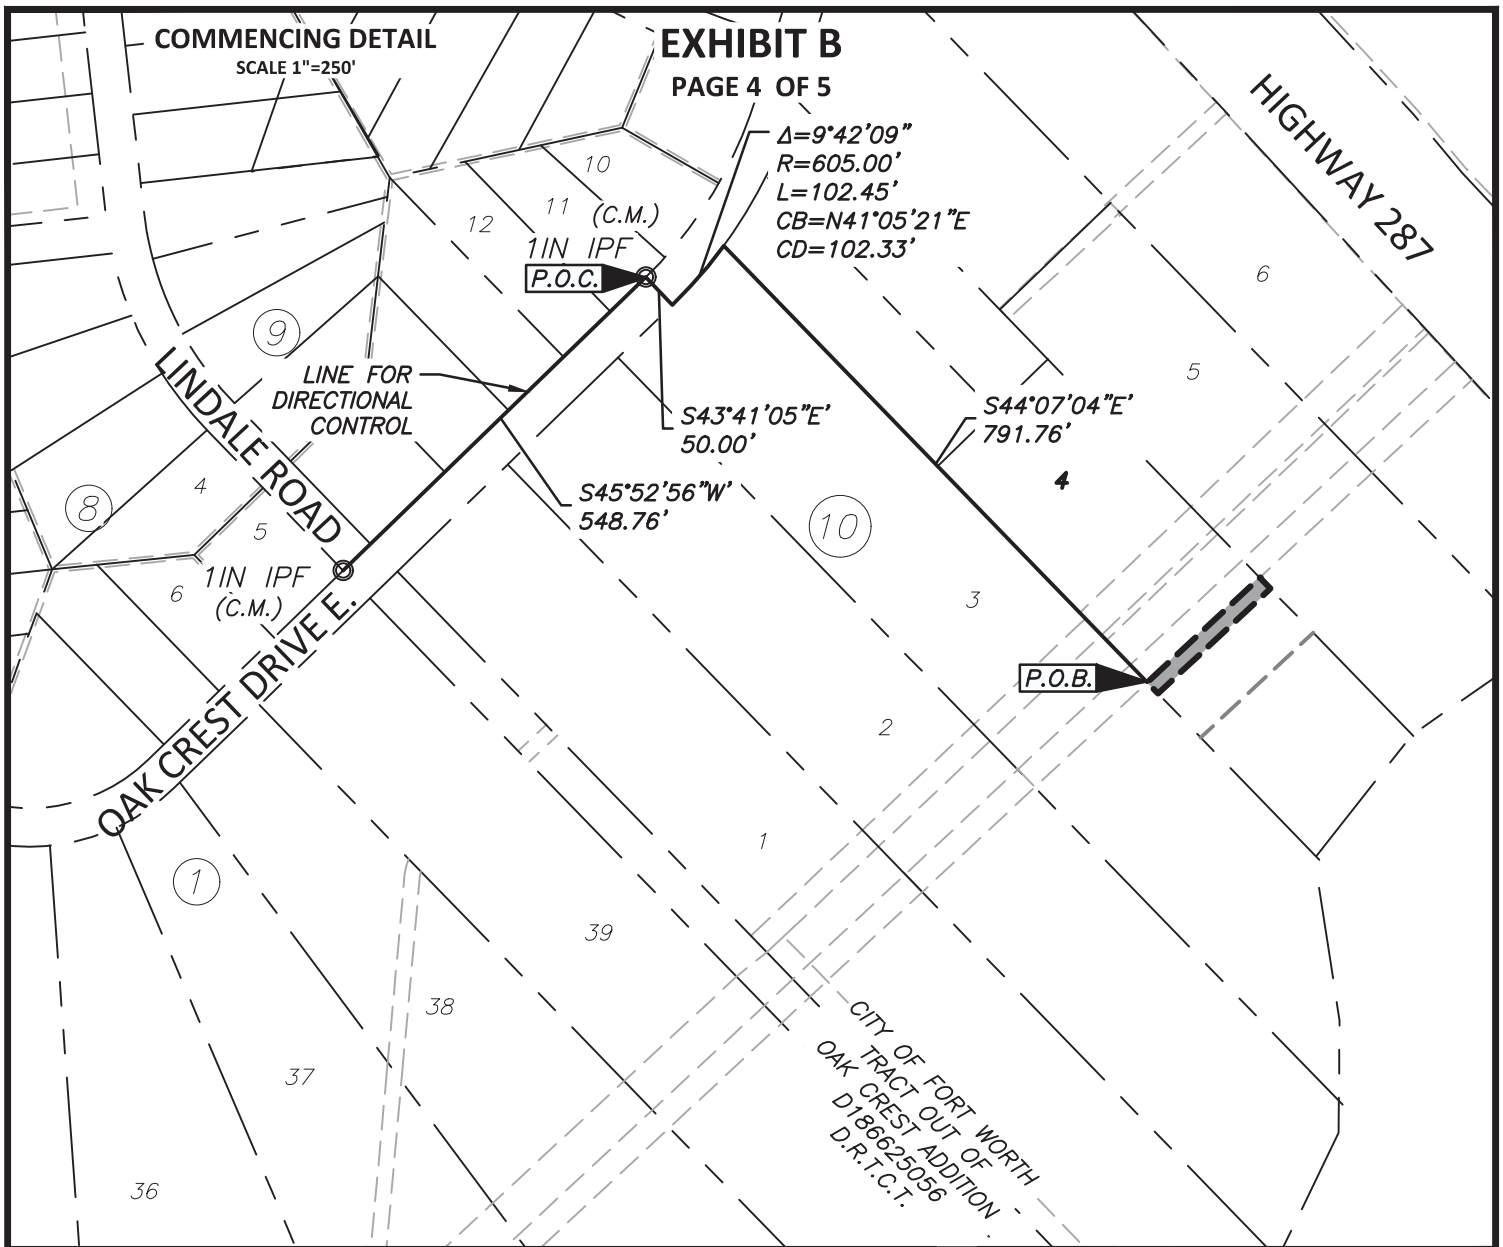 COMMENCING DETAIL
SCALE 1"=250'
EXHIBIT B
PAGE 4 OF 5
Δ=9°42'09"
R=605.00'
L=102.45'
CB=N41°05'21"E
CD=102.33'
HIGHWAY 287
10
11
(C.M.)
12
1IN IPF
P.O.C.
6
5
9
LINE FOR
DIRECTIONAL
CONTROL
LINDALE ROAD
S43°41'05"E'
50.00'
S44°07'04"E'
791.76'
4
S45°52'56"W'
548.76'
10
4
8
5
1IN IPF
(C.M.)
6
3
P.O.B.
OAK CREST DRIVE E.
2
1
1
39
38
37
36
CITY OF FORT WORTH
TRACT OUT OF
OAK CREST ADDITION
D186625056
D.R.T.C.T.